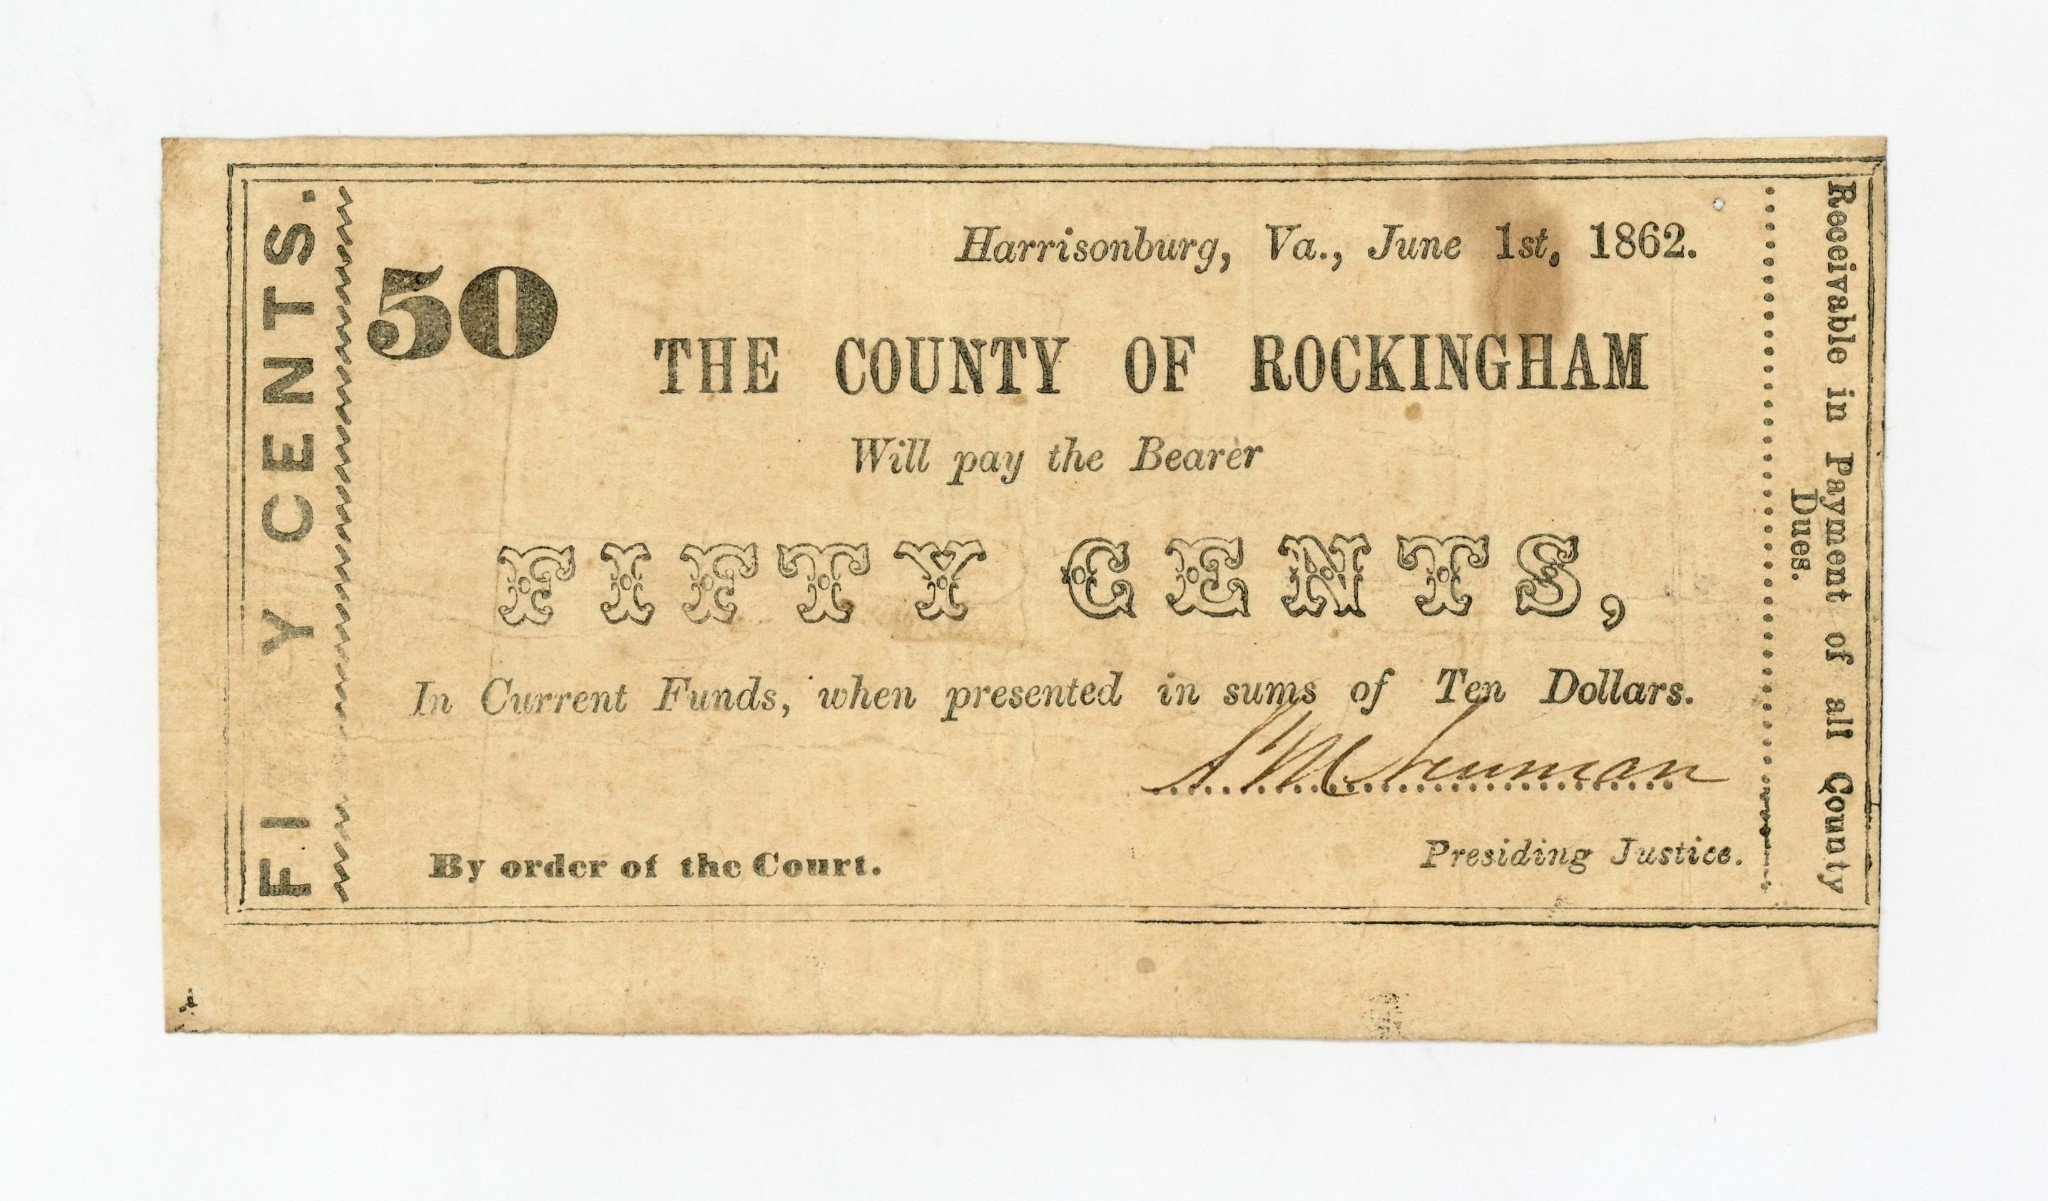 FI Y CENTS.
50
Harrisonburg, Va., June 1st, 1862.
THE COUNTY OF ROCKINGHAM
Will pay the Bearer
FIFTY CENTS,
In Current Funds, when presented in sums of Ten Dollars.
By order of the Court.
Presiding Justice.
Receivable in Payment of all County
Dues.